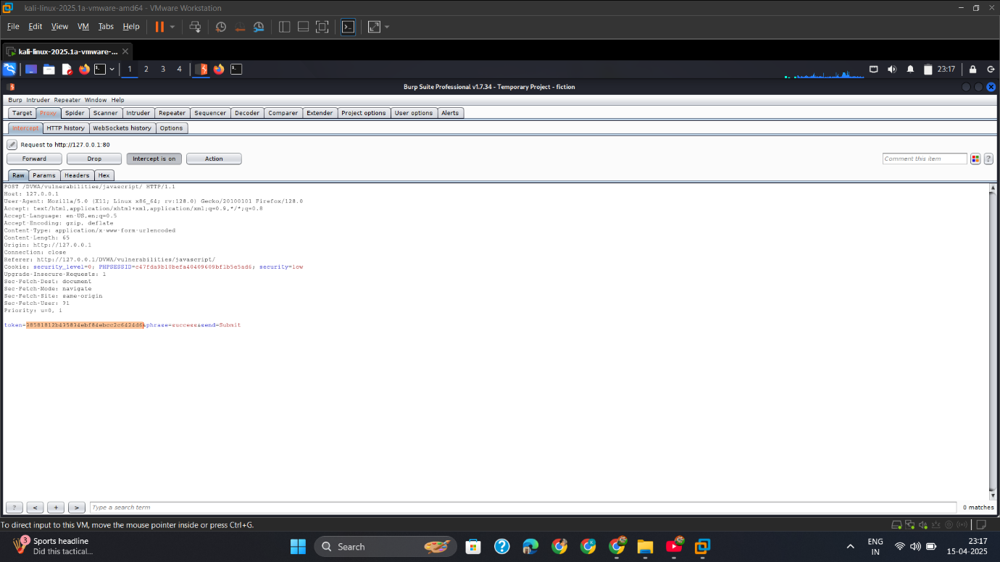 kali-linux-2025.1a-vmware-amd64 - VMware Workstation
File Edit View VM Tabs Help
kali-linux-2025.1a-vmware-...
1 2 3 4 23:17
Burp Suite Professional v1.7.34 - Temporary Project - fiction
Burp Intruder Repeater Window Help
Target Proxy Spider Scanner Intruder Repeater Sequencer Decoder Comparer Extender Project options User options Alerts
Intercept HTTP history WebSockets history Options
Request to http://127.0.0.1:80
Forward Drop Intercept is on Action Comment this item ?
Raw Params Headers Hex
POST /DVWA/vulnerabilities/javascript/ HTTP/1.1
Host: 127.0.0.1
User-Agent: Mozilla/5.0 (X11; Linux x86_64; rv:128.0) Gecko/20100101 Firefox/128.0
Accept: text/html,application/xhtml+xml,application/xml;q=0.9,*/*;q=0.8
Accept-Language: en-US,en;q=0.5
Accept-Encoding: gzip, deflate
Content-Type: application/x-www-form-urlencoded
Content-Length: 65
Origin: http://127.0.0.1
Connection: close
Referer: http://127.0.0.1/DVWA/vulnerabilities/javascript/
Cookie: security_level=0; PHPSESSID=c47fda9b10befa40409609bf1b5e5ad6; security=low
Upgrade-Insecure-Requests: 1
Sec-Fetch-Dest: document
Sec-Fetch-Mode: navigate
Sec-Fetch-Site: same-origin
Sec-Fetch-User: ?1
Priority: u=0, i
token=38581812b435834ebf84ebcc2c6424d6&phrase=success&send=Submit
? < + > Type a search term 0 matches
To direct input to this VM, move the mouse pointer inside or press Ctrl+G.
3 Sports headline
Did this tactical...
Search
ENG
IN
23:17
15-04-2025